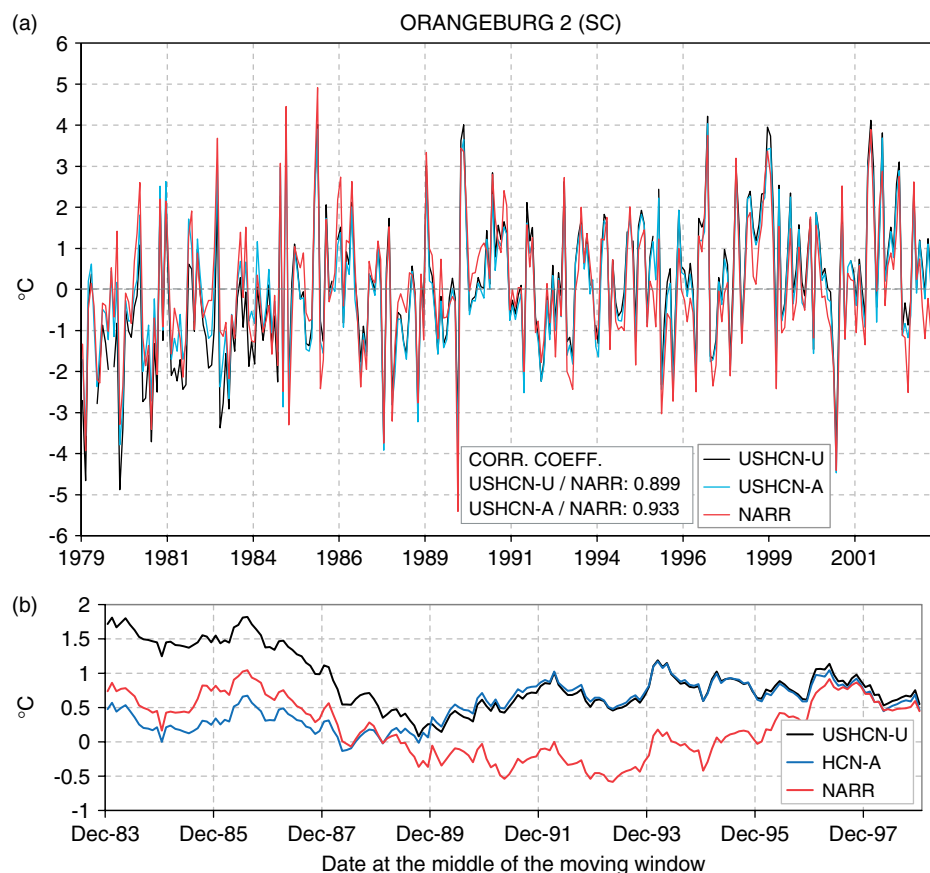 (a)
ORANGEBURG 2 (SC)
6
5
4
3
2
1
0
-1
-2
-3
-4
-5
-6
°C
CORR. COEFF.
USHCN-U / NARR: 0.899
USHCN-A / NARR: 0.933
USHCN-U
USHCN-A
NARR
1979 1981 1984 1986 1989 1991 1994 1996 1999 2001
(b)
2
1.5
1
0.5
0
-0.5
-1
°C
USHCN-U
HCN-A
NARR
Dec-83 Dec-85 Dec-87 Dec-89 Dec-91 Dec-93 Dec-95 Dec-97
Date at the middle of the moving window